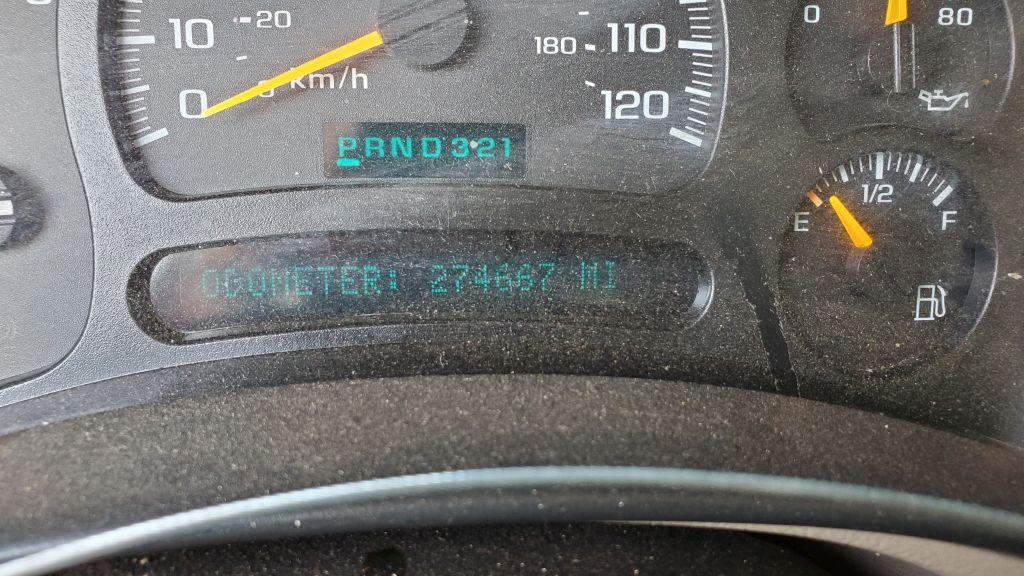 10 20
0 km/h
180 110
120
PRND321
0 80
E 1/2 F
ODOMETER: 274667 MI